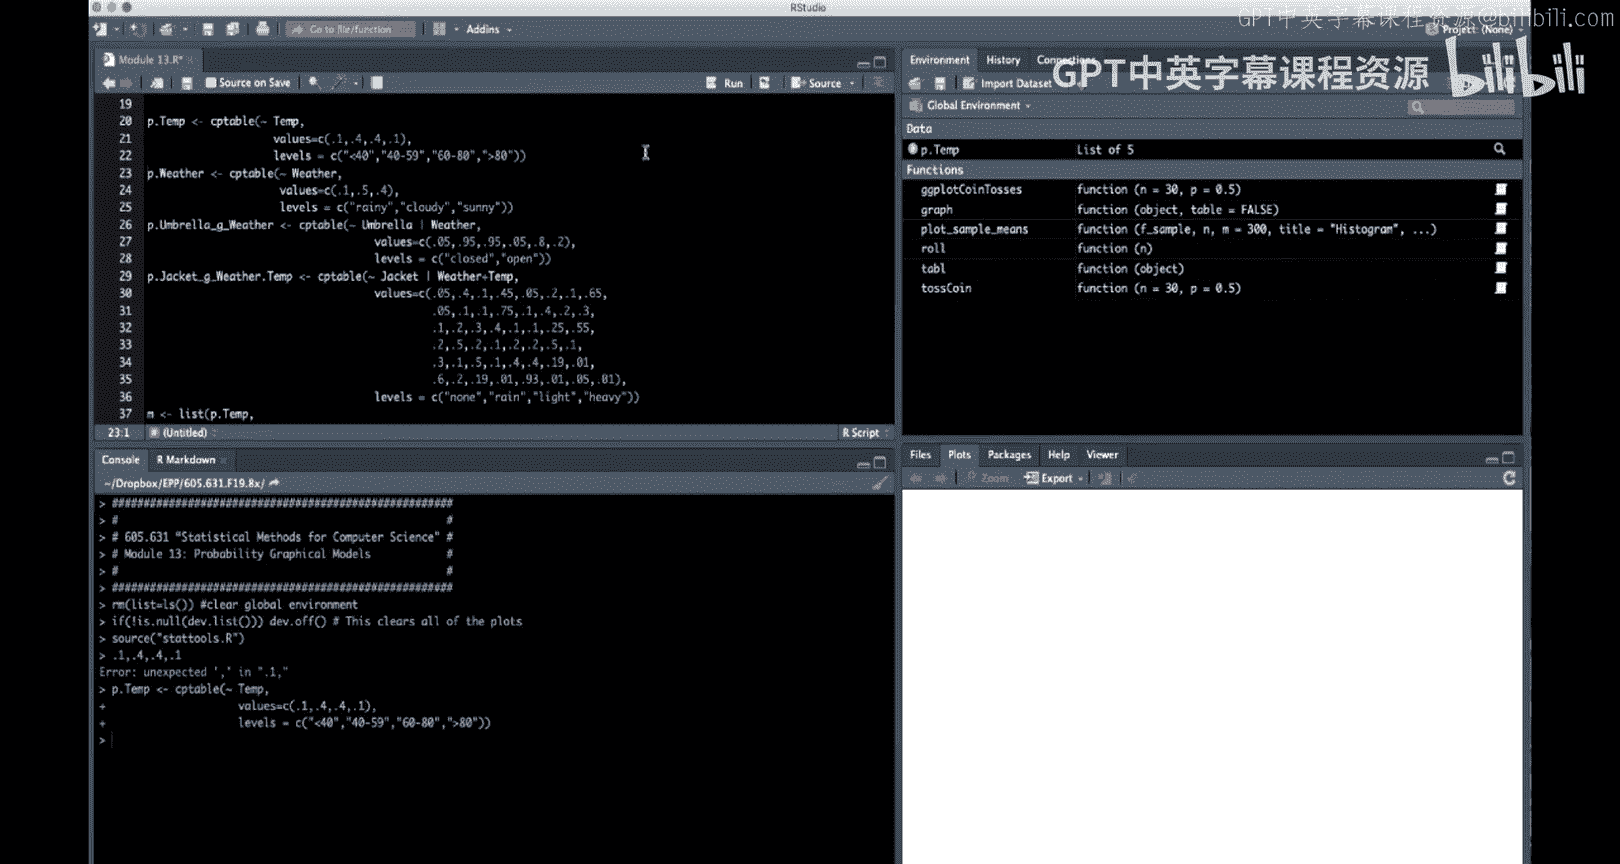 RStudio
GPT中英字幕课程资源@bilibili.com
Go to file/function
Addins
Project: (None)
Module 13.R*
Source on Save
Run
Source
19
20 p.Temp <- cptable(~ Temp,
21 values=c(.1,.4,.4,.1),
22 levels = c("<40","40-59","60-80",">80"))
23 p.Weather <- cptable(~ Weather,
24 values=c(.1,.5,.4),
25 levels = c("rainy","cloudy","sunny"))
26 p.Umbrella_g_Weather <- cptable(~ Umbrella | Weather,
27 values=c(.05,.95,.95,.05,.8,.2),
28 levels = c("closed","open"))
29 p.Jacket_g_Weather.Temp <- cptable(~ Jacket | Weather+Temp,
30 values=c(.05,.4,.1,.45,.05,.2,.1,.65,
31 .05,.1,.1,.75,.1,.4,.2,.3,
32 .1,.2,.3,.4,.1,.1,.25,.55,
33 .2,.5,.2,.1,.2,.2,.5,.1,
34 .3,.1,.5,.1,.4,.4,.19,.01,
35 .6,.2,.19,.01,.93,.01,.05,.01),
36 levels = c("none","rain","light","heavy"))
37 m <- list(p.Temp,
23:1 (Untitled) R Script
Console R Markdown
~/Dropbox/EPP/605.631.F19.8x/
> ######################################################
> # #
> # 605.631 "Statistical Methods for Computer Science" #
> # Module 13: Probability Graphical Models #
> # #
> ######################################################
> rm(list=ls()) #clear global environment
> if(!is.null(dev.list())) dev.off() # This clears all of the plots
> source("stattools.R")
> .1,.4,.4,.1
Error: unexpected ',' in ".1,"
> p.Temp <- cptable(~ Temp,
+ values=c(.1,.4,.4,.1),
+ levels = c("<40","40-59","60-80",">80"))
>
Environment History Connections
GPT中英字幕课程资源 bilibili
Import Dataset
Global Environment
Data
p.Temp List of 5
Functions
ggplotCoinTosses function (n = 30, p = 0.5)
graph function (object, table = FALSE)
plot_sample_means function (f_sample, n, m = 300, title = "Histogram", ...)
roll function (n)
tabl function (object)
tossCoin function (n = 30, p = 0.5)
Files Plots Packages Help Viewer
Zoom Export